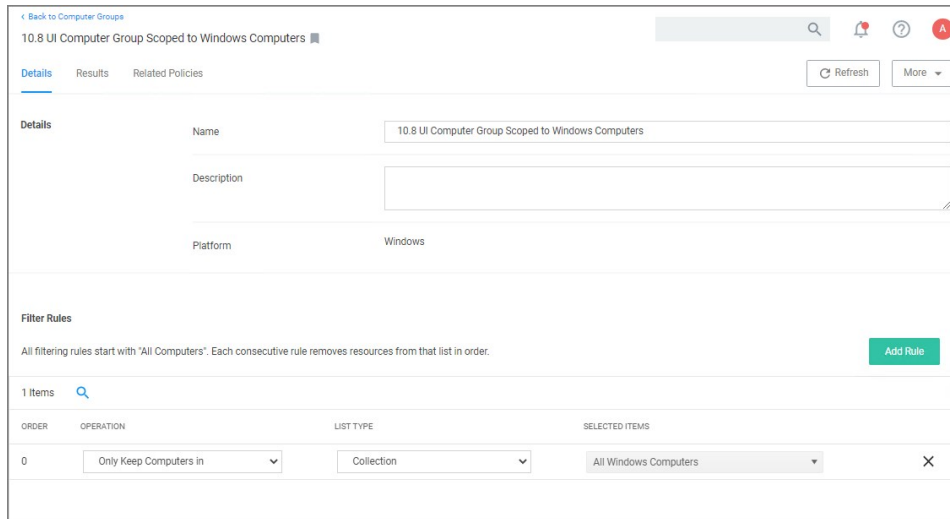 Back to Computer Groups
10.8 UI Computer Group Scoped to Windows Computers
A
Details Results Related Policies Refresh More
Details
Name 10.8 UI Computer Group Scoped to Windows Computers
Description
Platform Windows
Filter Rules
All filtering rules start with "All Computers". Each consecutive rule removes resources from that list in order. Add Rule
1 Items
ORDER OPERATION LIST TYPE SELECTED ITEMS
0 Only Keep Computers in Collection All Windows Computers